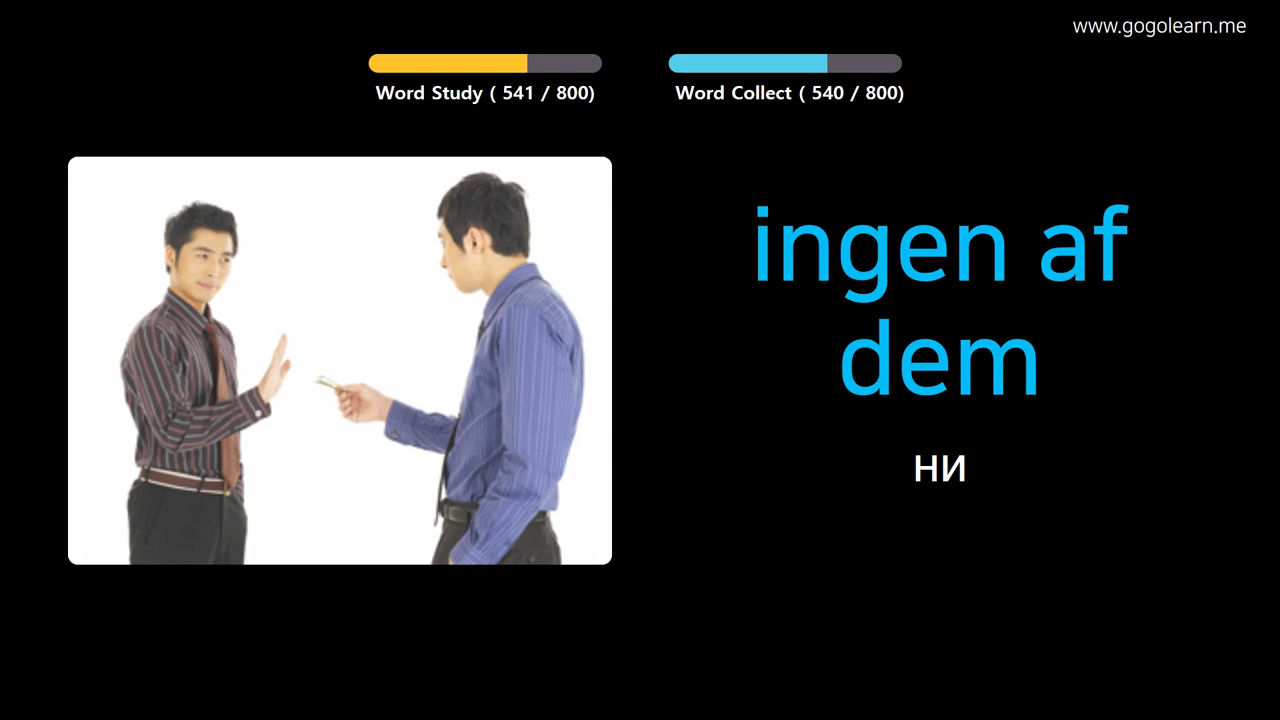 www.gogolearn.me
Word Study ( 541 / 800)
Word Collect ( 540 / 800)
ingen af
dem
ни